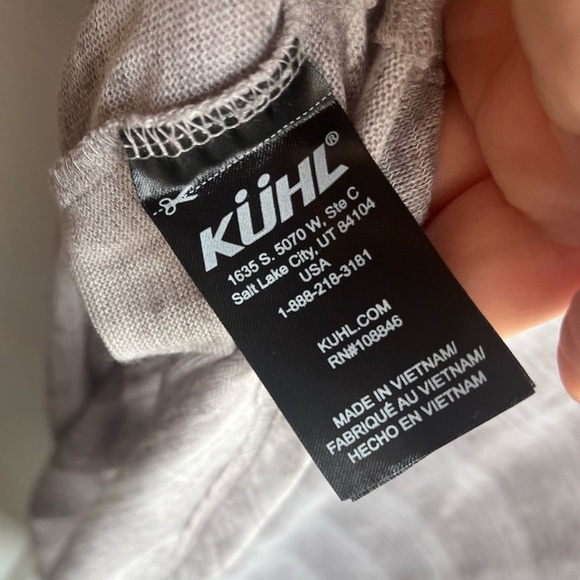 KÜHL®
1635 S. 5070 W, Ste C
Salt Lake City, UT 84104
USA
1-888-218-3181
KUHL.COM
RN#108846
MADE IN VIETNAM/
FABRIQUÉ AU VIETNAM/
HECHO EN VIETNAM